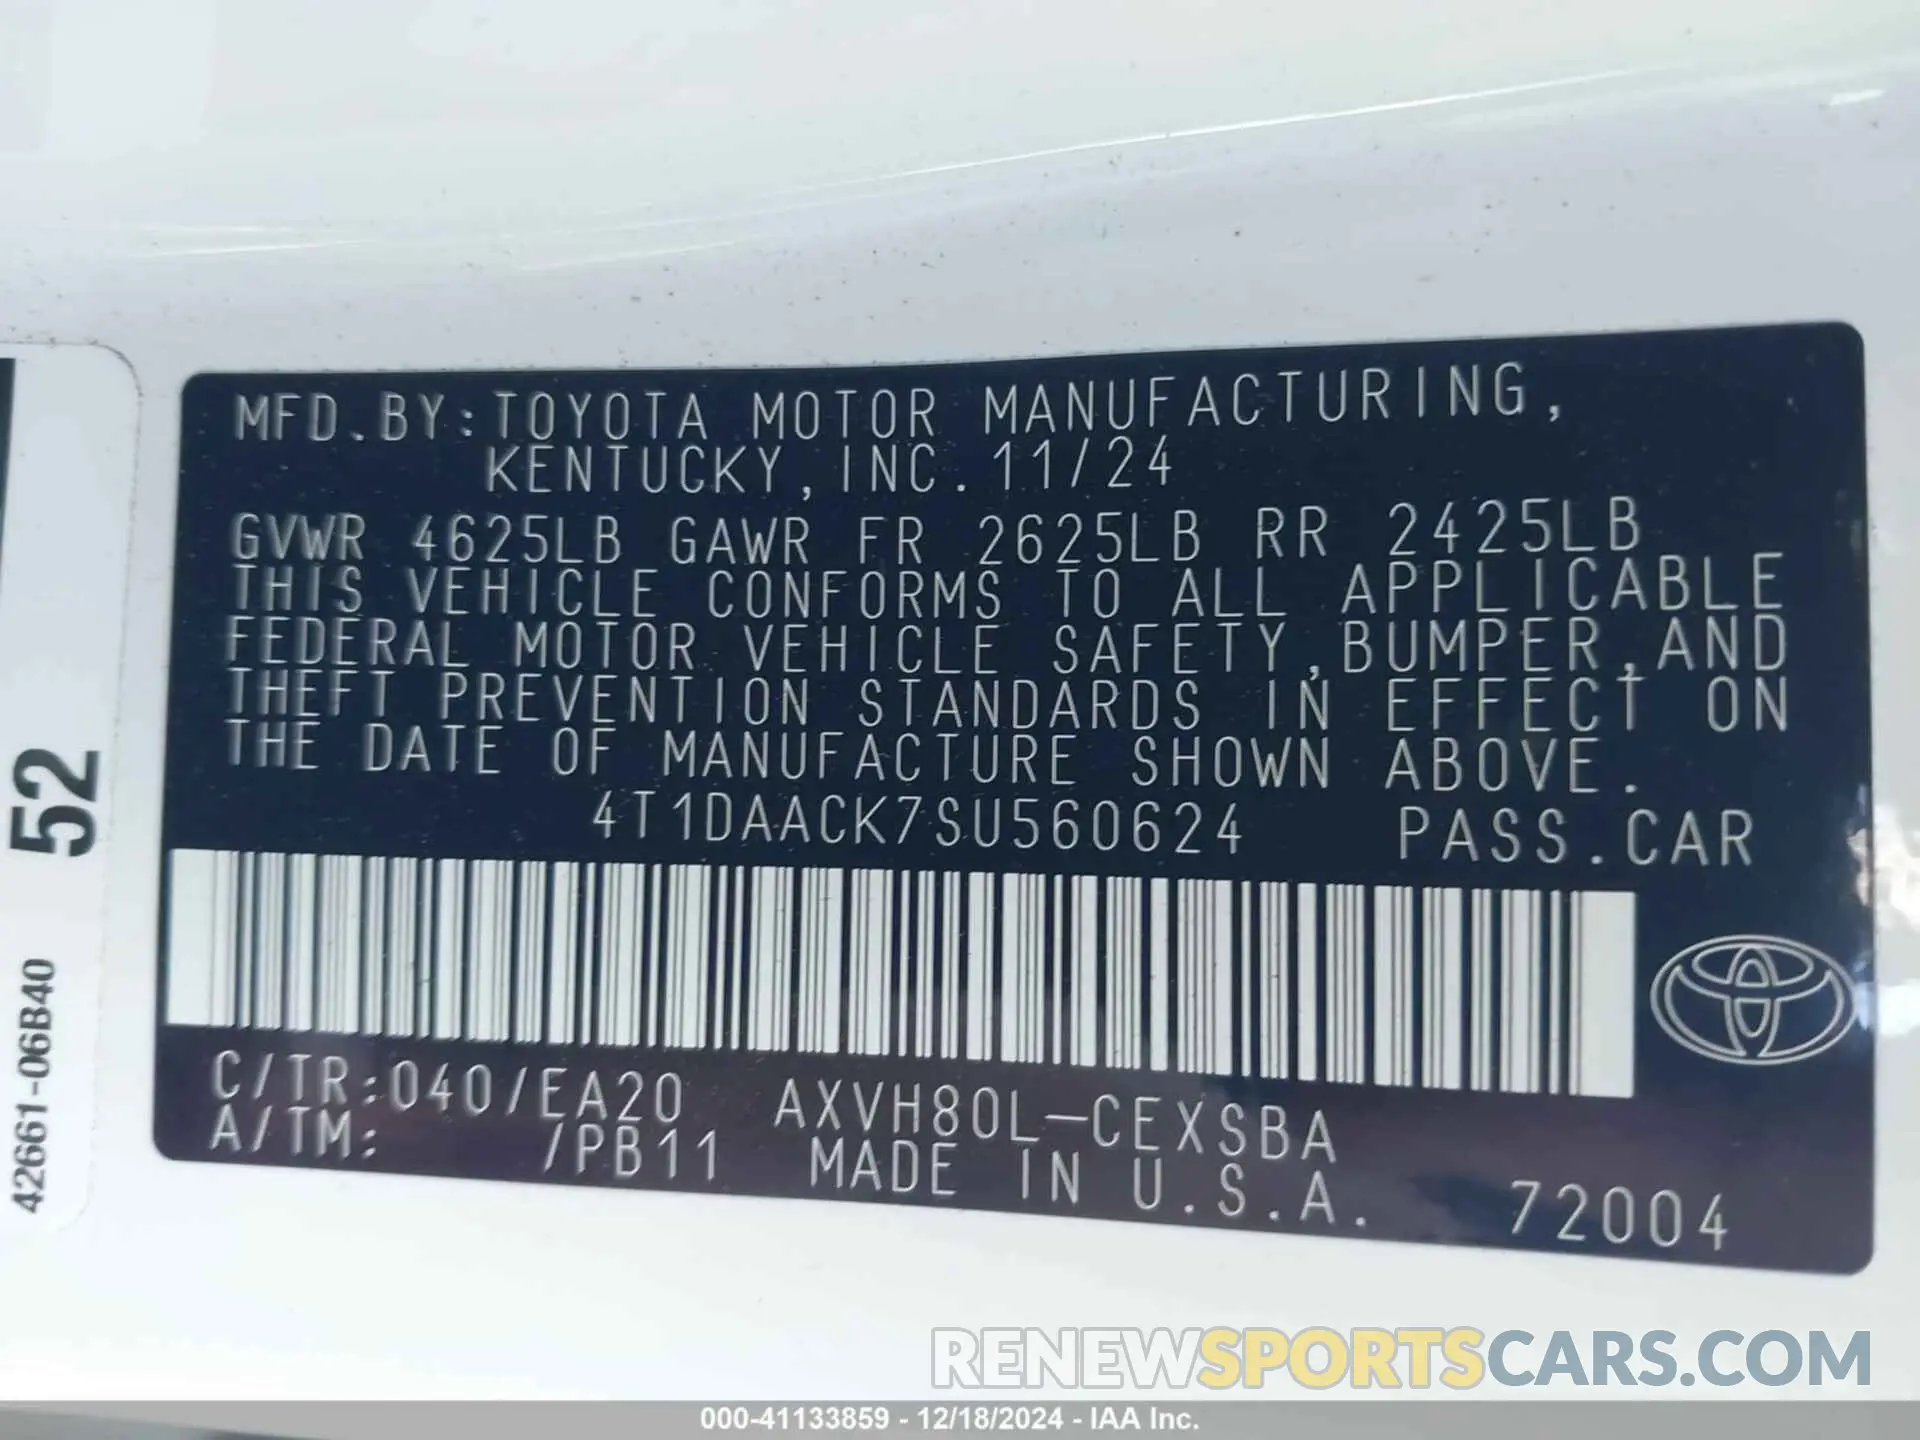 MFD.BY:TOYOTA MOTOR MANUFACTURING,
KENTUCKY,INC. 11/24
GVWR 4625LB GAWR FR 2625LB RR 2425LB
THIS VEHICLE CONFORMS TO ALL APPLICABLE
FEDERAL MOTOR VEHICLE SAFETY,BUMPER,AND
THEFT PREVENTION STANDARDS IN EFFECT ON
THE DATE OF MANUFACTURE SHOWN ABOVE.
4T1DAACK7SU560624 PASS.CAR
C/TR:040/EA20 AXVH80L-CEXSBA
A/TM: /PB11 MADE IN U.S.A. 72004
52
42661-06B40
RENEWSPORTSCARS.COM
000-41133859 - 12/18/2024 - IAA Inc.